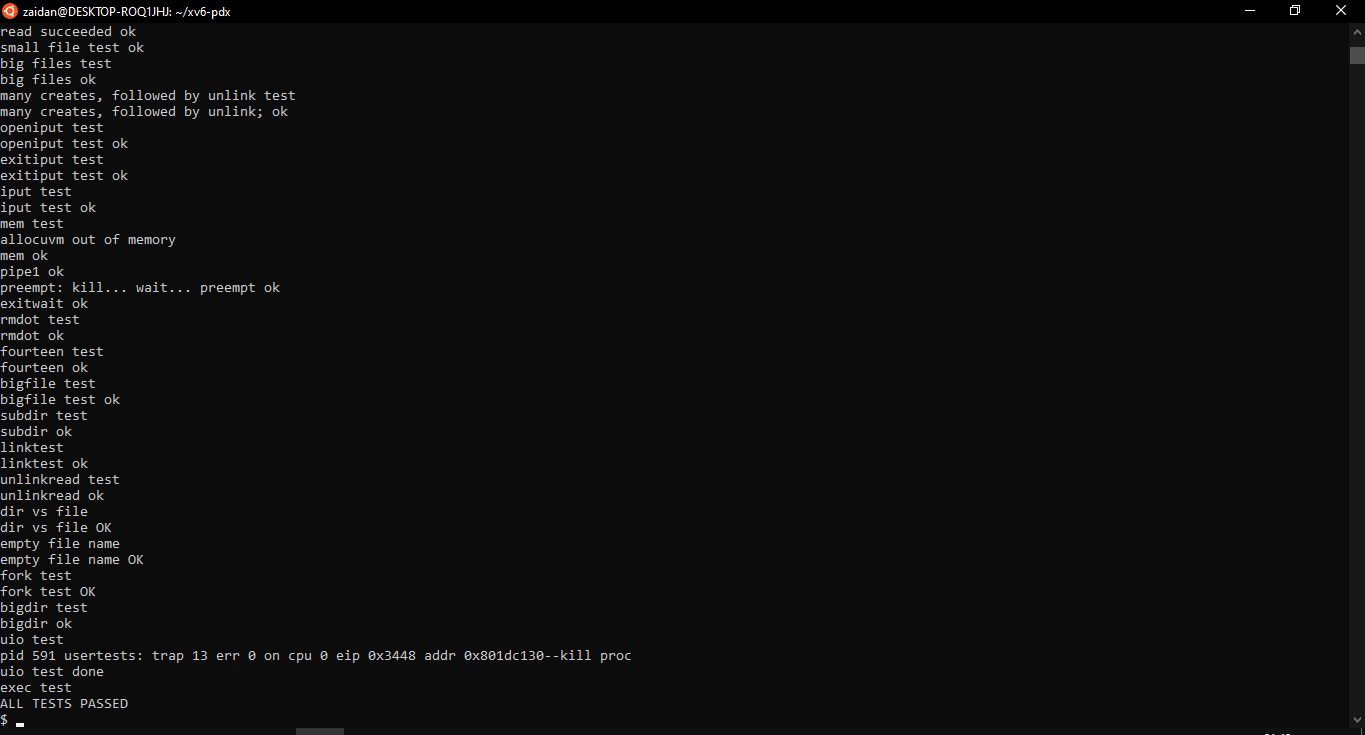 zaidan@DESKTOP-ROQ1JHJ: ~/xv6-pdx
read succeeded ok
small file test ok
big files test
big files ok
many creates, followed by unlink test
many creates, followed by unlink; ok
openiput test
openiput test ok
exitiput test
exitiput test ok
iput test
iput test ok
mem test
allocuvm out of memory
mem ok
pipe1 ok
preempt: kill... wait... preempt ok
exitwait ok
rmdot test
rmdot ok
fourteen test
fourteen ok
bigfile test
bigfile test ok
subdir test
subdir ok
linktest
linktest ok
unlinkread test
unlinkread ok
dir vs file
dir vs file OK
empty file name
empty file name OK
fork test
fork test OK
bigdir test
bigdir ok
uio test
pid 591 usertests: trap 13 err 0 on cpu 0 eip 0x3448 addr 0x801dc130--kill proc
uio test done
exec test
ALL TESTS PASSED
$